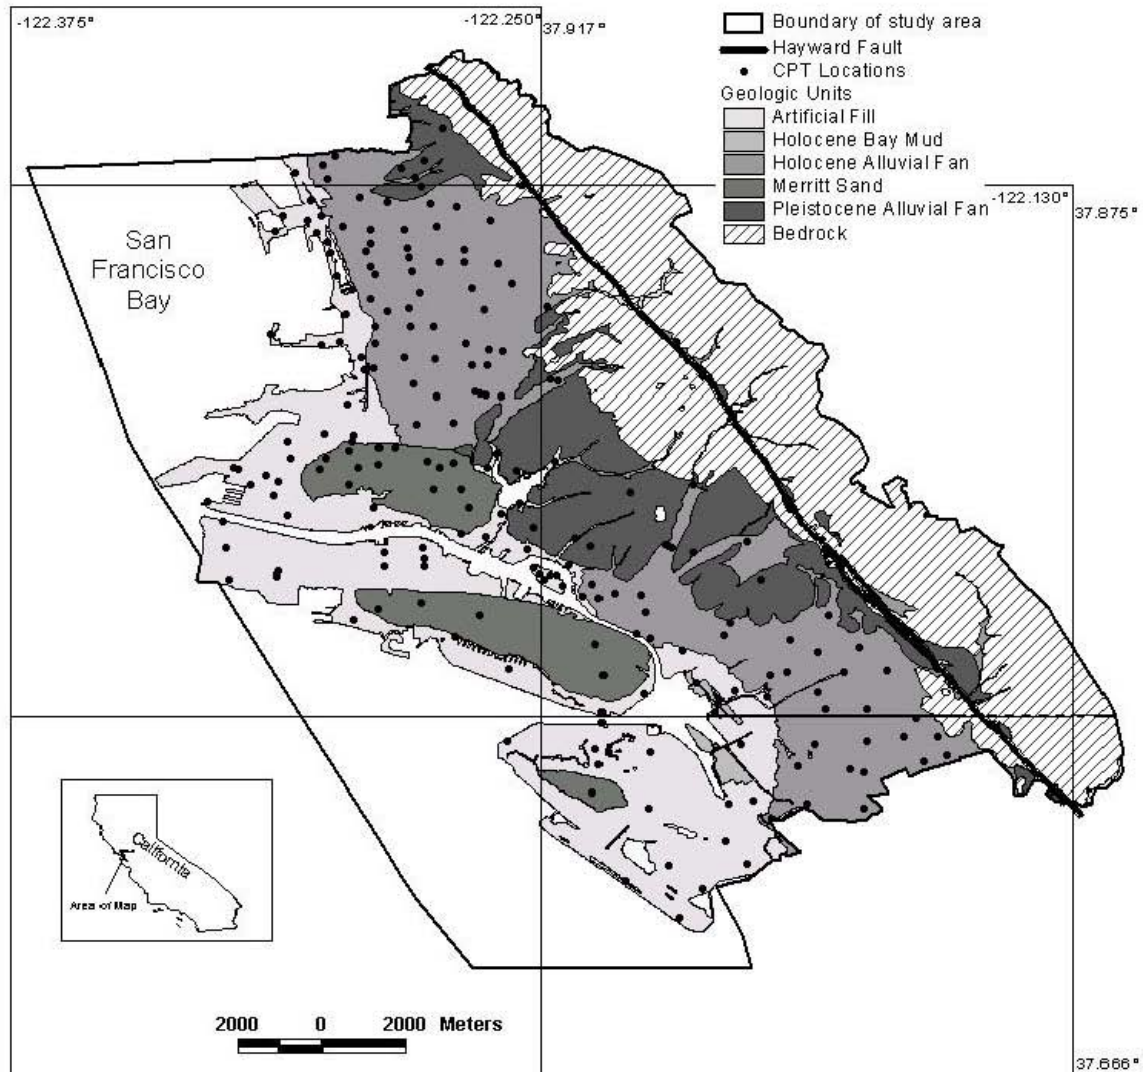 -122.375°
-122.250°
37.917°
Boundary of study area
Hayward Fault
CPT Locations
Geologic Units
Artificial Fill
Holocene Bay Mud
Holocene Alluvial Fan
Merritt Sand
Pleistocene Alluvial Fan
Bedrock
-122.130°
37.875°
San
Francisco
Bay
California
Area of Map
2000 0 2000 Meters
37.666°